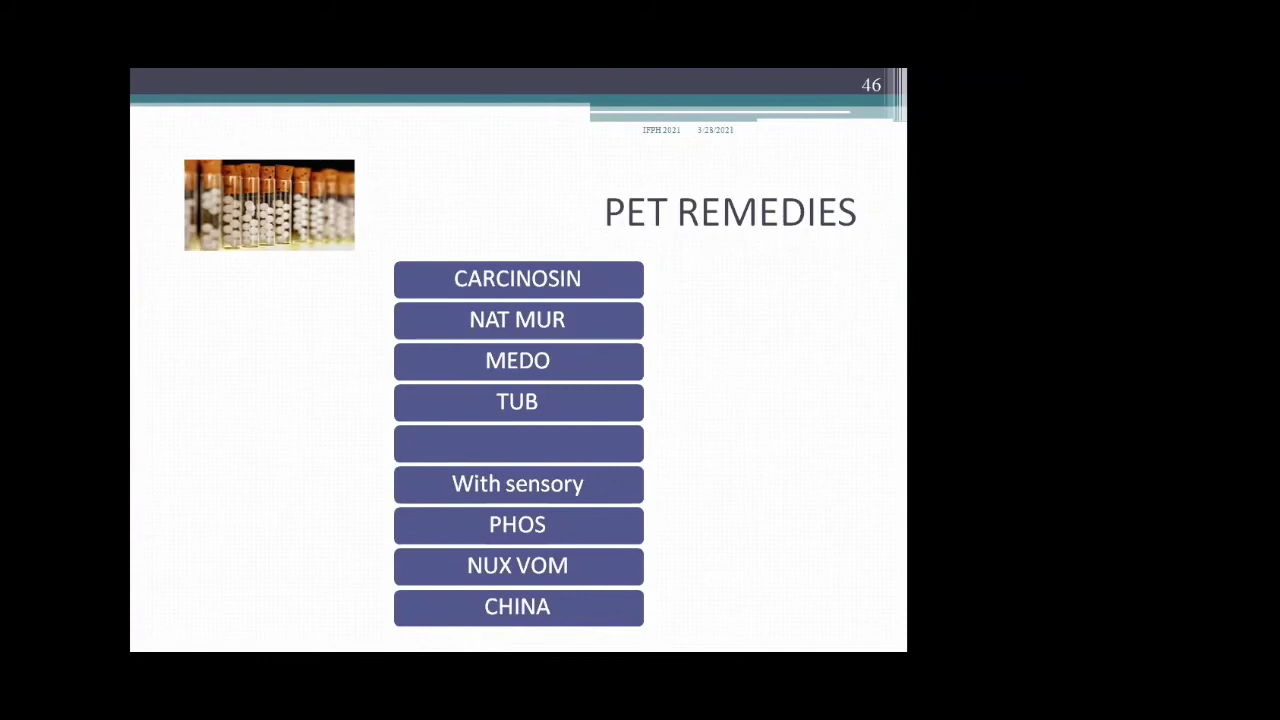 46
IFPH 2021 3/28/2021
PET REMEDIES
CARCINOSIN
NAT MUR
MEDO
TUB
With sensory
PHOS
NUX VOM
CHINA